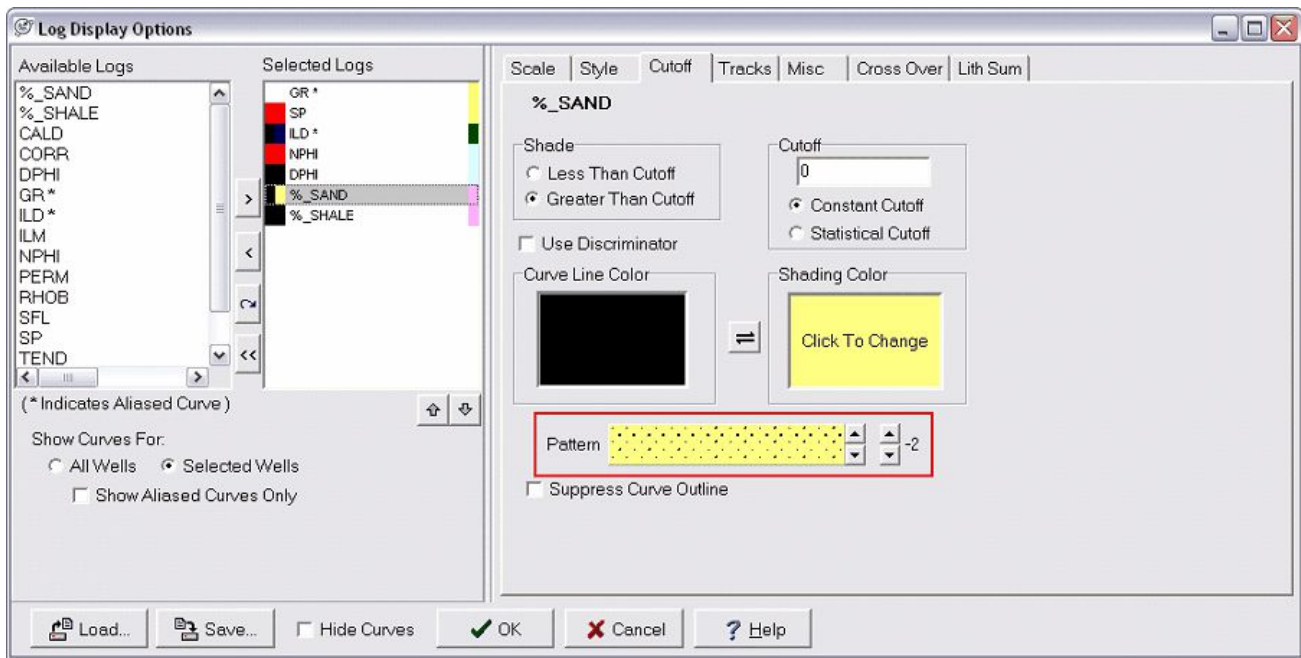 Log Display Options
Available Logs
%_SAND
%_SHALE
CALD
CORR
DPHI
GR *
ILD *
ILM
NPHI
PERM
RHOB
SFL
SP
TEND
(* Indicates Aliased Curve)
Show Curves For:
All Wells Selected Wells
Show Aliased Curves Only
>
<
<<
Selected Logs
GR *
SP
ILD *
NPHI
DPHI
%_SAND
%_SHALE
Scale Style Cutoff Tracks Misc Cross Over Lith Sum
%_SAND
Shade
Less Than Cutoff
Greater Than Cutoff
Cutoff
0
Constant Cutoff
Statistical Cutoff
Use Discriminator
Curve Line Color
Shading Color
Click To Change
Pattern -2
Suppress Curve Outline
Load... Save... Hide Curves OK Cancel ? Help